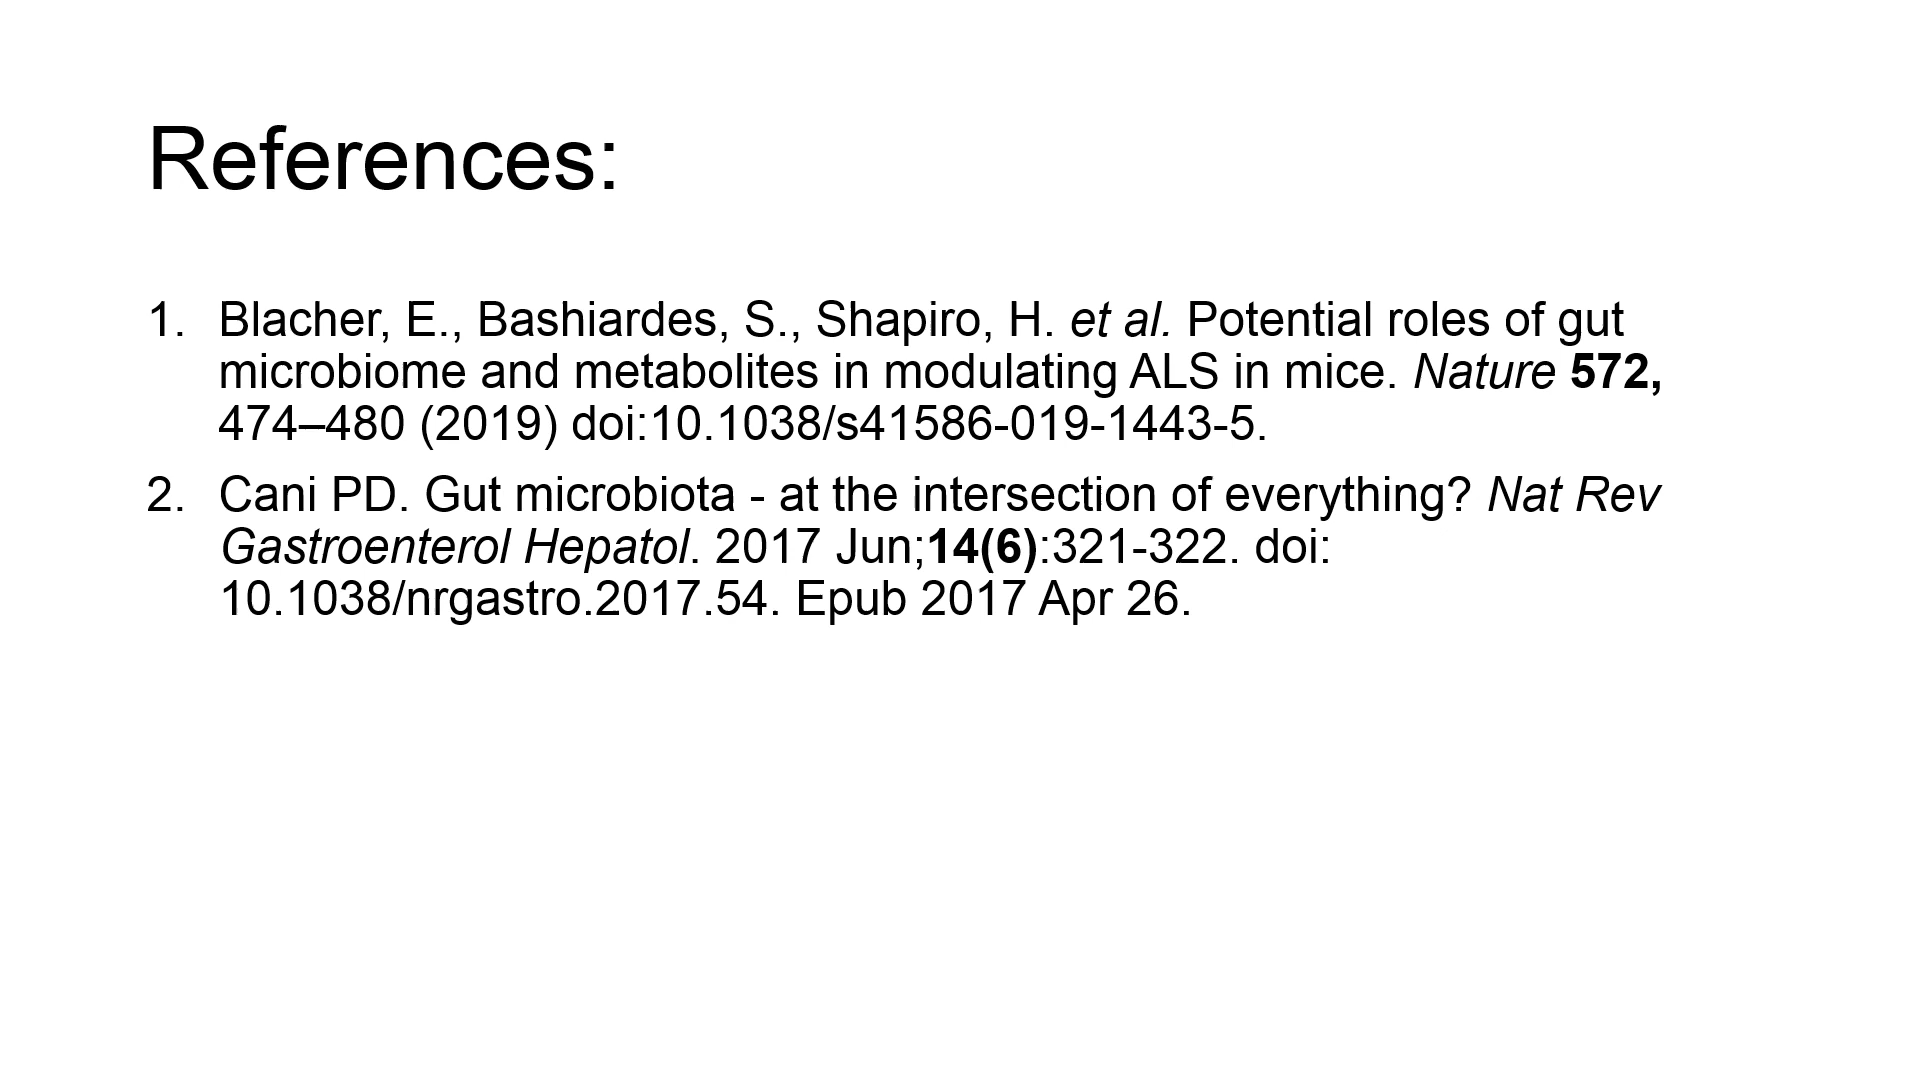 References:
1. Blacher, E., Bashiardes, S., Shapiro, H. et al. Potential roles of gut
microbiome and metabolites in modulating ALS in mice. Nature 572,
474–480 (2019) doi:10.1038/s41586-019-1443-5.
2. Cani PD. Gut microbiota - at the intersection of everything? Nat Rev
Gastroenterol Hepatol. 2017 Jun;14(6):321-322. doi:
10.1038/nrgastro.2017.54. Epub 2017 Apr 26.